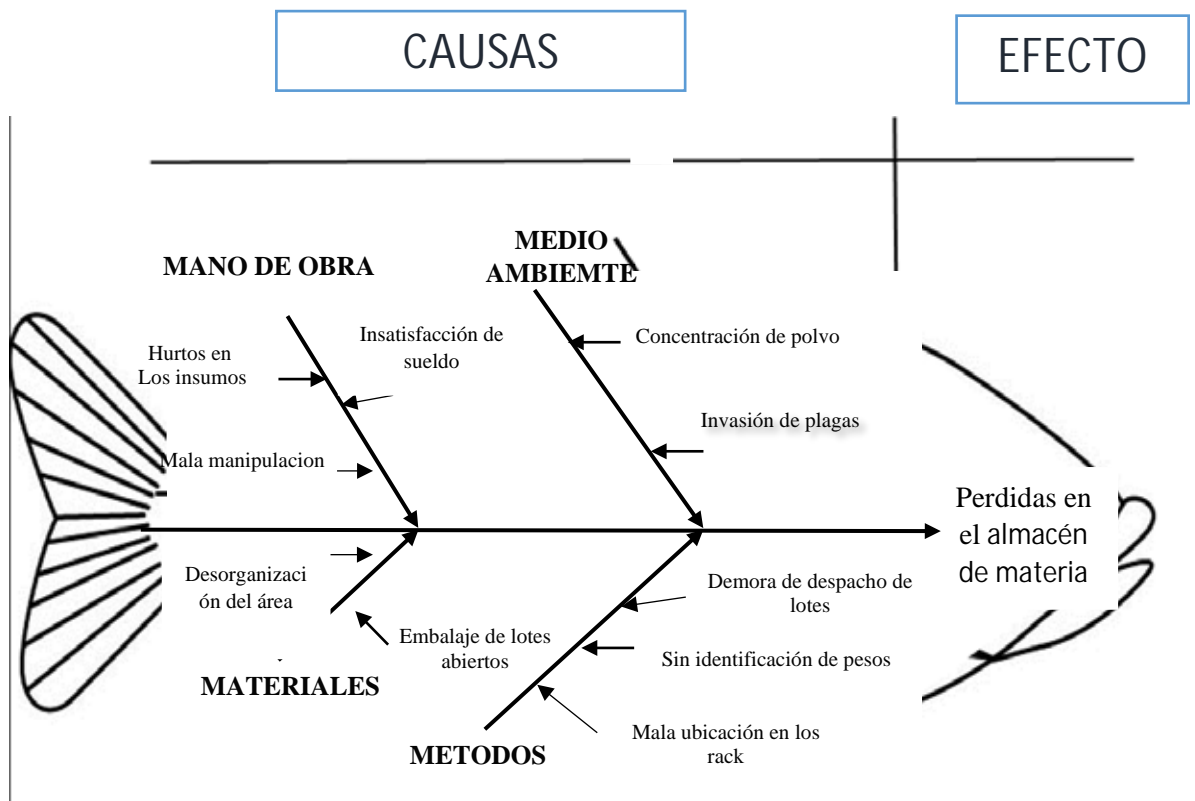 CAUSAS
EFECTO
MANO DE OBRA
MEDIO
AMBIEMTE
Insatisfacción de
sueldo
Hurtos en
Los insumos
Mala manipulacion
Concentración de polvo
Invasión de plagas
Perdidas en
el almacén
de materia
Desorganizaci
ón del área
Embalaje de lotes
abiertos
MATERIALES
Demora de despacho de
lotes
Sin identificación de pesos
Mala ubicación en los
rack
METODOS